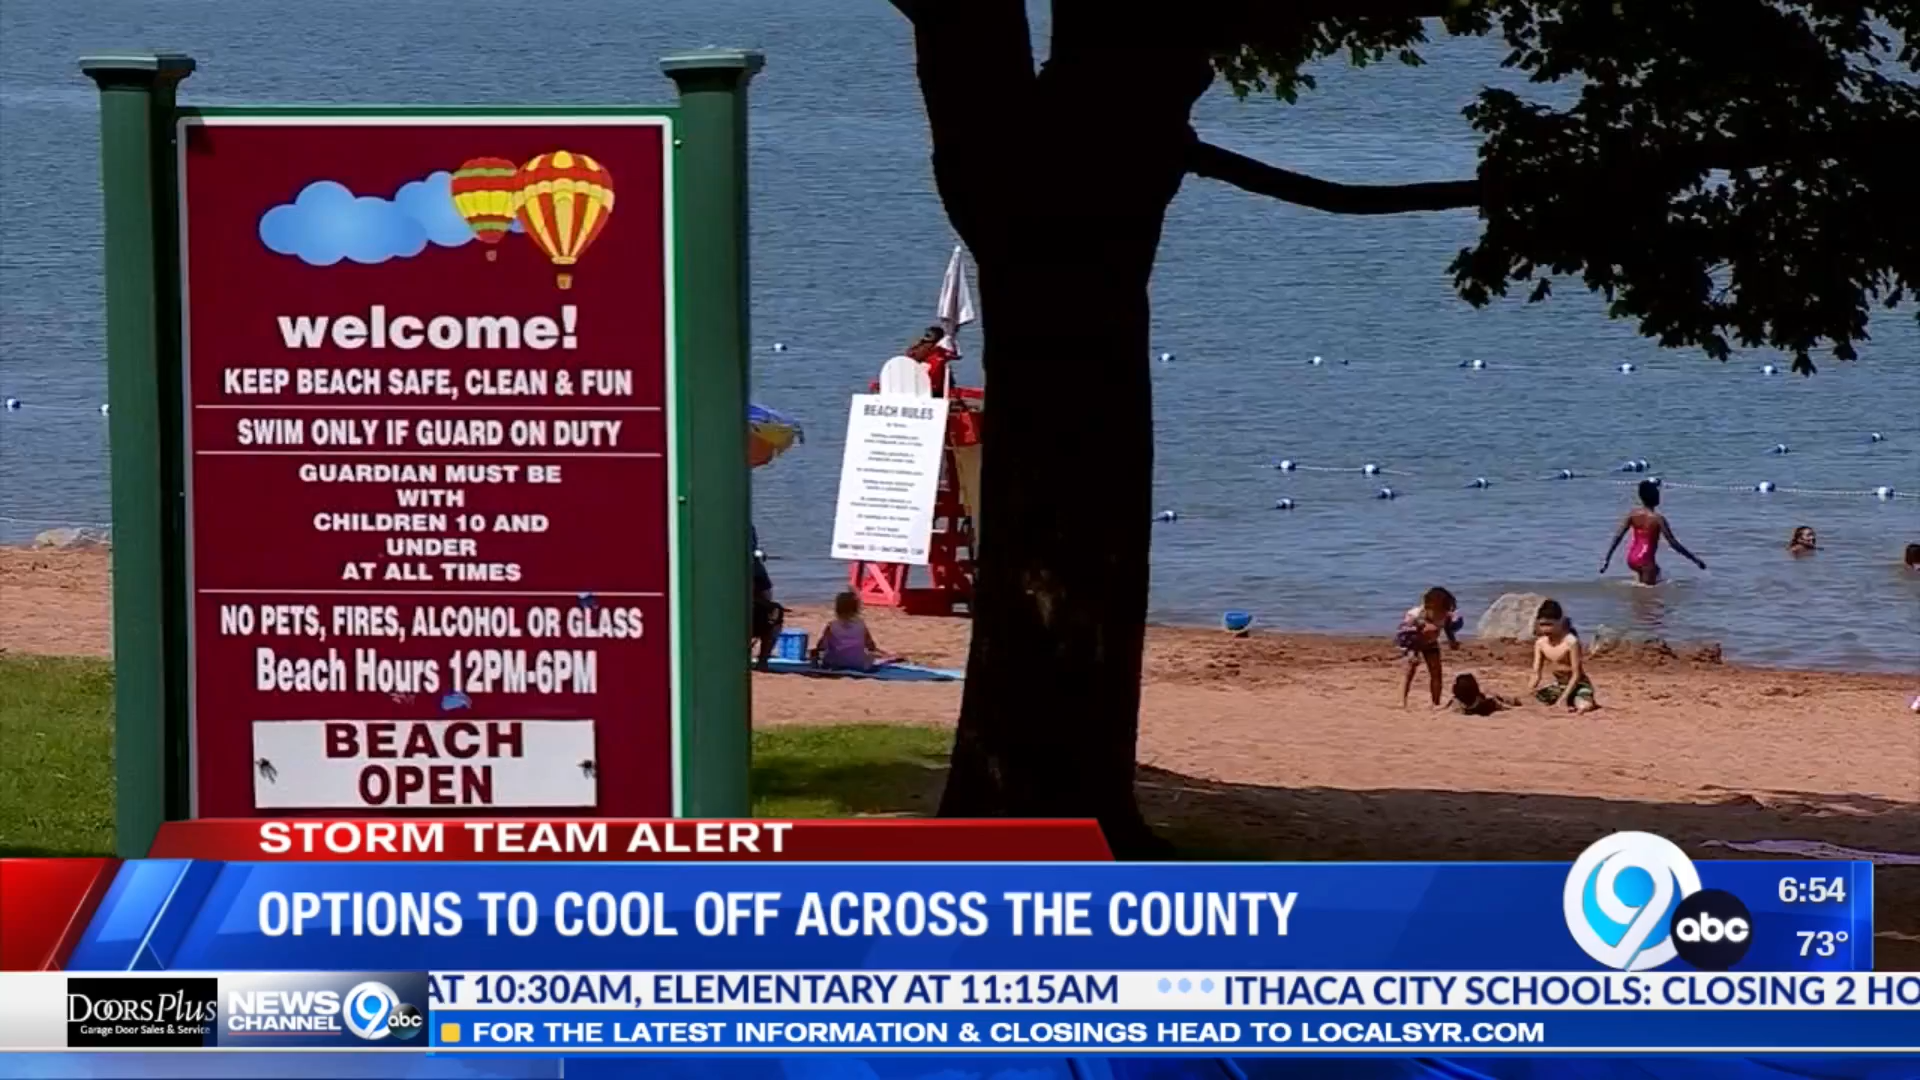 welcome!
KEEP BEACH SAFE, CLEAN & FUN
SWIM ONLY IF GUARD ON DUTY
GUARDIAN MUST BE
WITH
CHILDREN 10 AND
UNDER
AT ALL TIMES
NO PETS, FIRES, ALCOHOL OR GLASS
Beach Hours 12PM-6PM
BEACH
OPEN
BEACH RULES
STORM TEAM ALERT
OPTIONS TO COOL OFF ACROSS THE COUNTY
9
abc
6:54
73°
DOORS Plus
Garage Door Sales & Service
NEWS
CHANNEL
9
abc
AT 10:30AM, ELEMENTARY AT 11:15AM ITHACA CITY SCHOOLS: CLOSING 2 HO
FOR THE LATEST INFORMATION & CLOSINGS HEAD TO LOCALSYR.COM